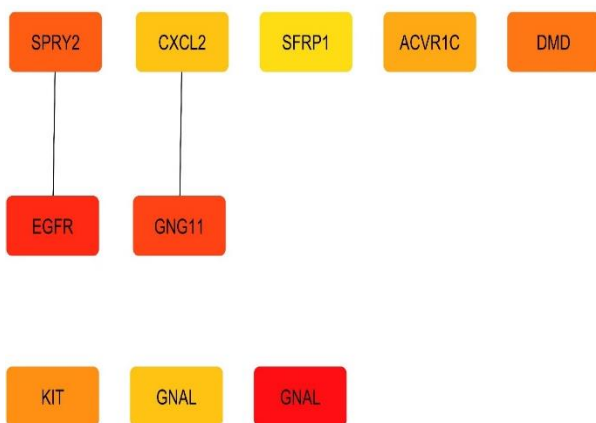 SPRY2 CXCL2 SFRP1 ACVR1C DMD
EGFR GNG11
KIT GNAL GNAL